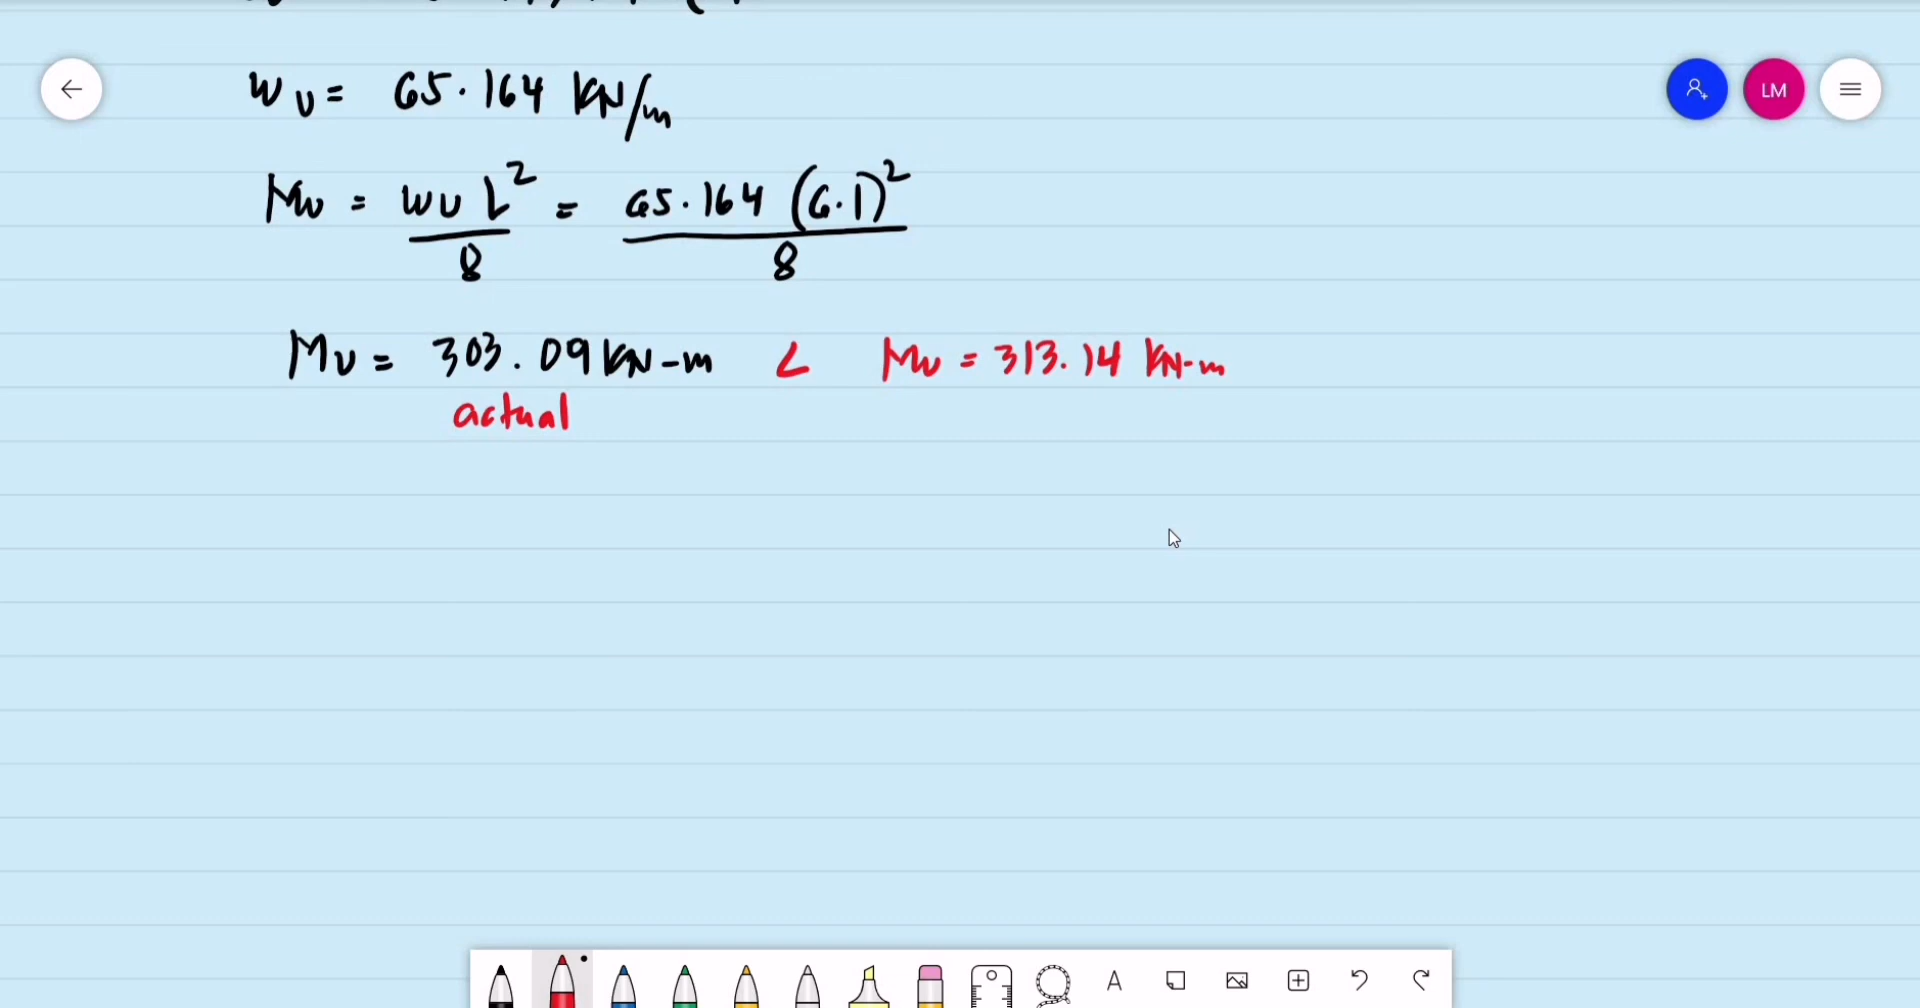 Wu = 65.164 KN/m
LM
Mu = wu L² / 8 = 65.164 (6.1)² / 8
Mu = 303.09 KN-m < Mu = 313.14 KN-m
actual
A